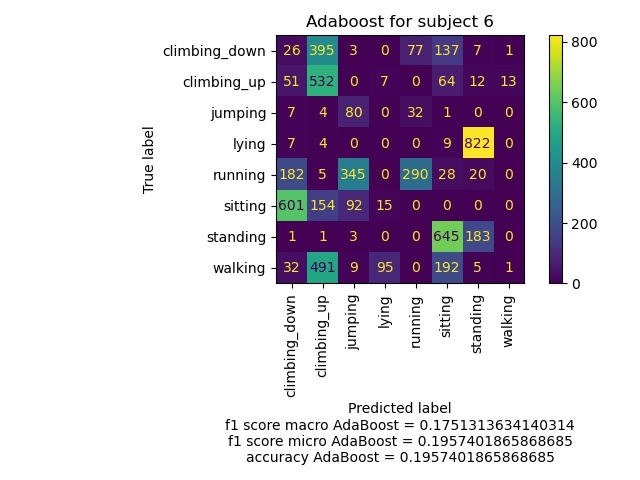 Adaboost for subject 6
climbing_down 26 395 3 0 77 137 7 1
climbing_up 51 532 0 7 0 64 12 13
jumping 7 4 80 0 32 1 0 0
lying 7 4 0 0 0 9 822 0
running 182 5 345 0 290 28 20 0
sitting 601 154 92 15 0 0 0 0
standing 1 1 3 0 0 645 183 0
walking 32 491 9 95 0 192 5 1
True label
800
600
400
200
0
climbing_down
climbing_up
jumping
lying
running
sitting
standing
walking
Predicted label
f1 score macro AdaBoost = 0.1751313634140314
f1 score micro AdaBoost = 0.1957401865868685
accuracy AdaBoost = 0.1957401865868685